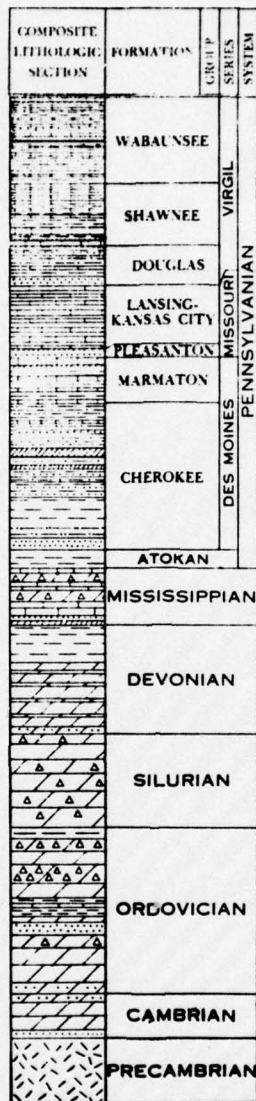 COMPOSITE
LITHOLOGIC
SECTION
FORMATION
GROUP
SERIES
SYSTEM
WABAUNSEE
SHAWNEE
DOUGLAS
LANSING-
KANSAS CITY
PLEASANTON
MARMATON
CHEROKEE
ATOKAN
MISSISSIPPIAN
DEVONIAN
SILURIAN
ORDOVICIAN
CAMBRIAN
PRECAMBRIAN
VIRGIL
MISSOURI
DES MOINES
PENNSYLVANIAN